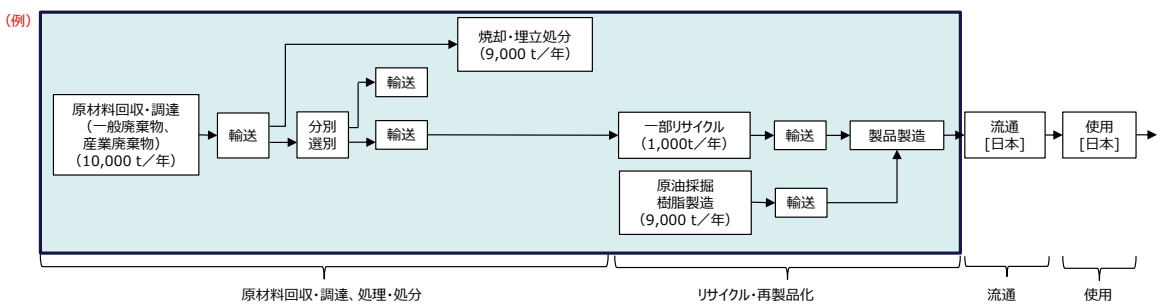 （例）
焼却・埋立処分
（9,000 t／年）
輸送
原材料回収・調達
（一般廃棄物、
産業廃棄物）
（10,000 t／年）
輸送
分別
選別
輸送
一部リサイクル
（1,000t／年）
輸送
製品製造
流通
[日本]
使用
[日本]
原油採掘
樹脂製造
（9,000 t／年）
輸送
原材料回収・調達、処理・処分
リサイクル・再製品化
流通
使用